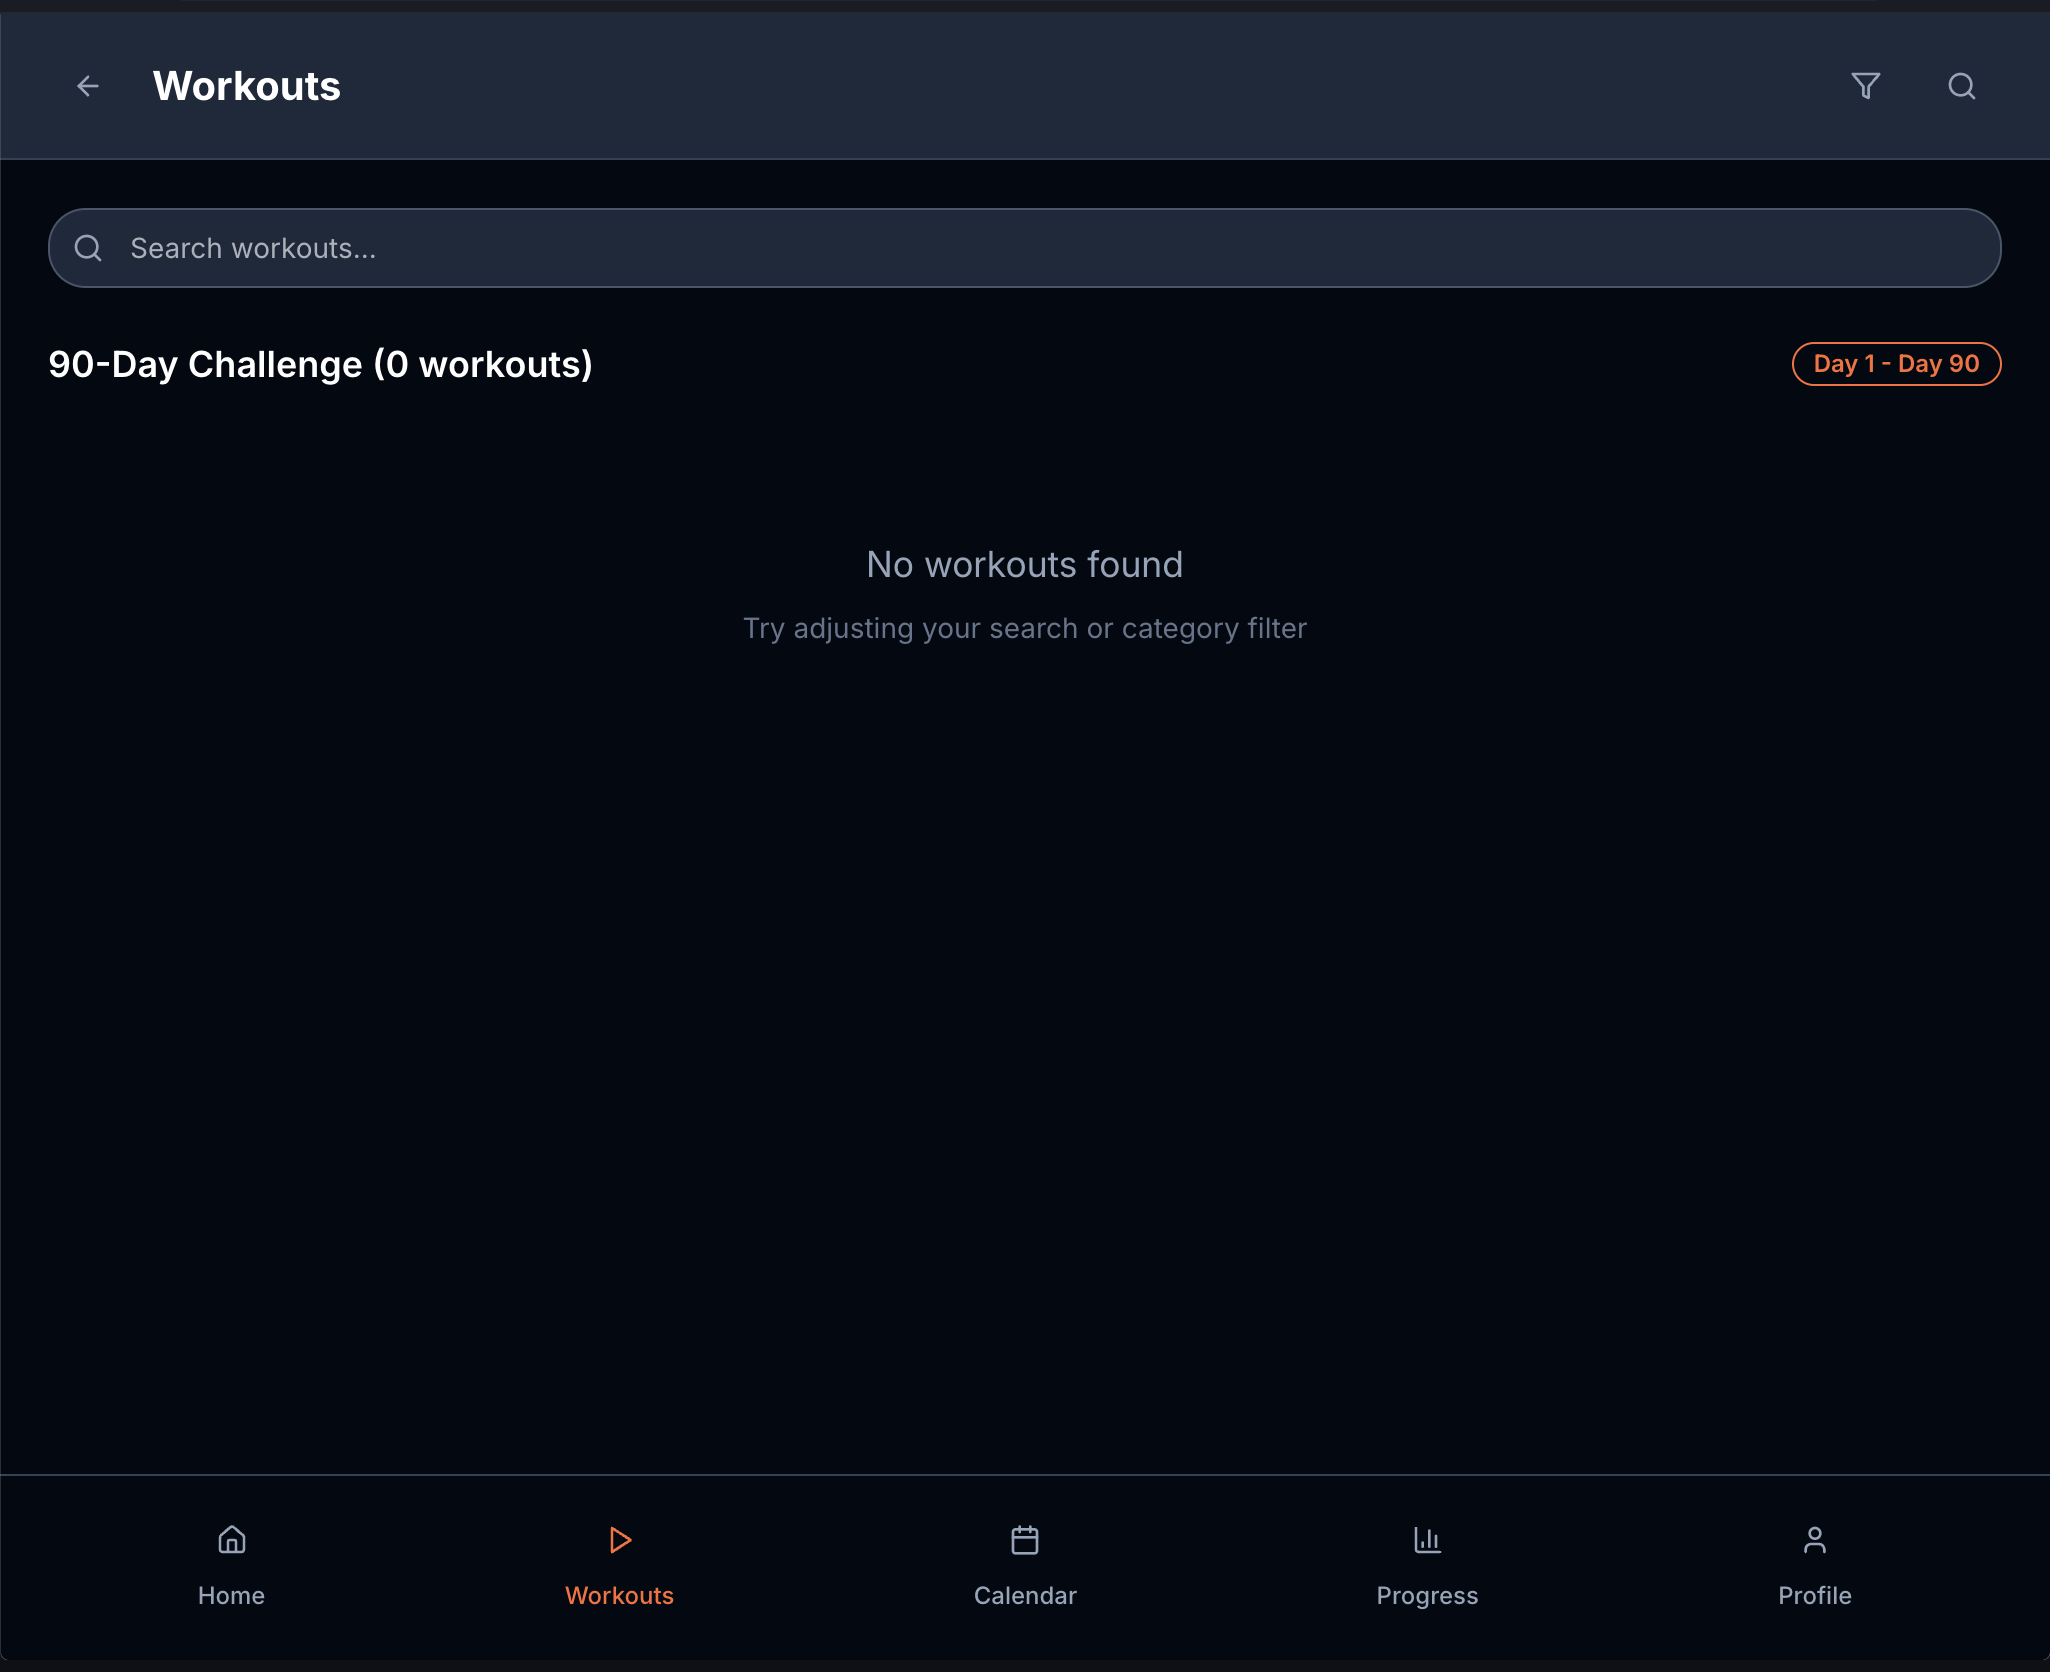 Workouts
Search workouts...
90-Day Challenge (0 workouts)
Day 1 - Day 90
No workouts found
Try adjusting your search or category filter
Home
Workouts
Calendar
Progress
Profile